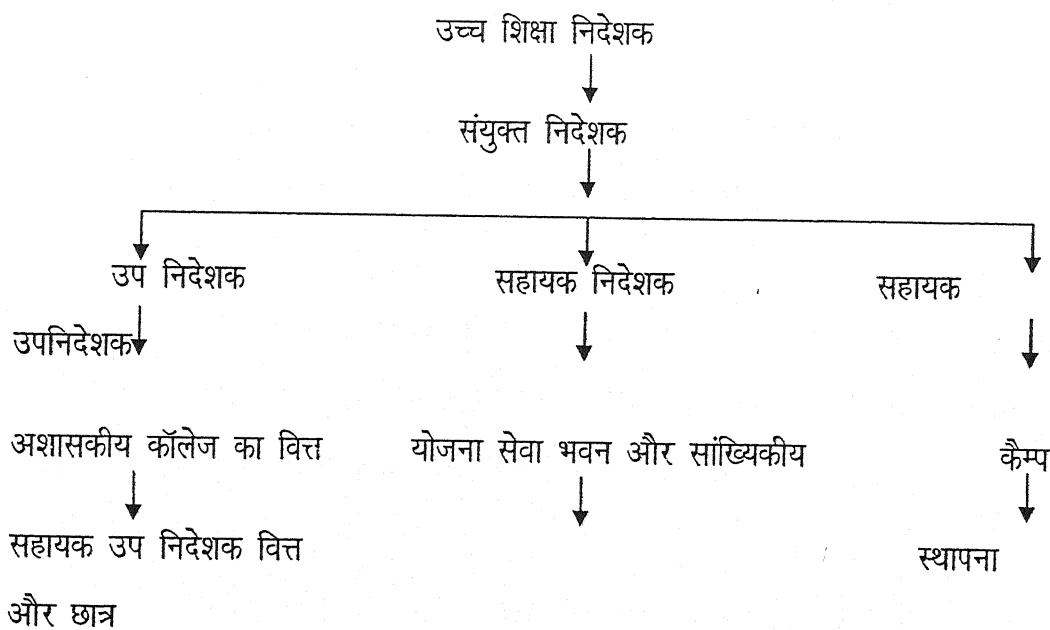 उच्च शिक्षा निदेशक
संयुक्त निदेशक
उप निदेशक सहायक निदेशक सहायक
उपनिदेशक
अशासकीय कॉलेज का वित्त योजना सेवा भवन और सांख्यिकीय कैम्प
सहायक उप निदेशक वित्त स्थापना
और छात्र